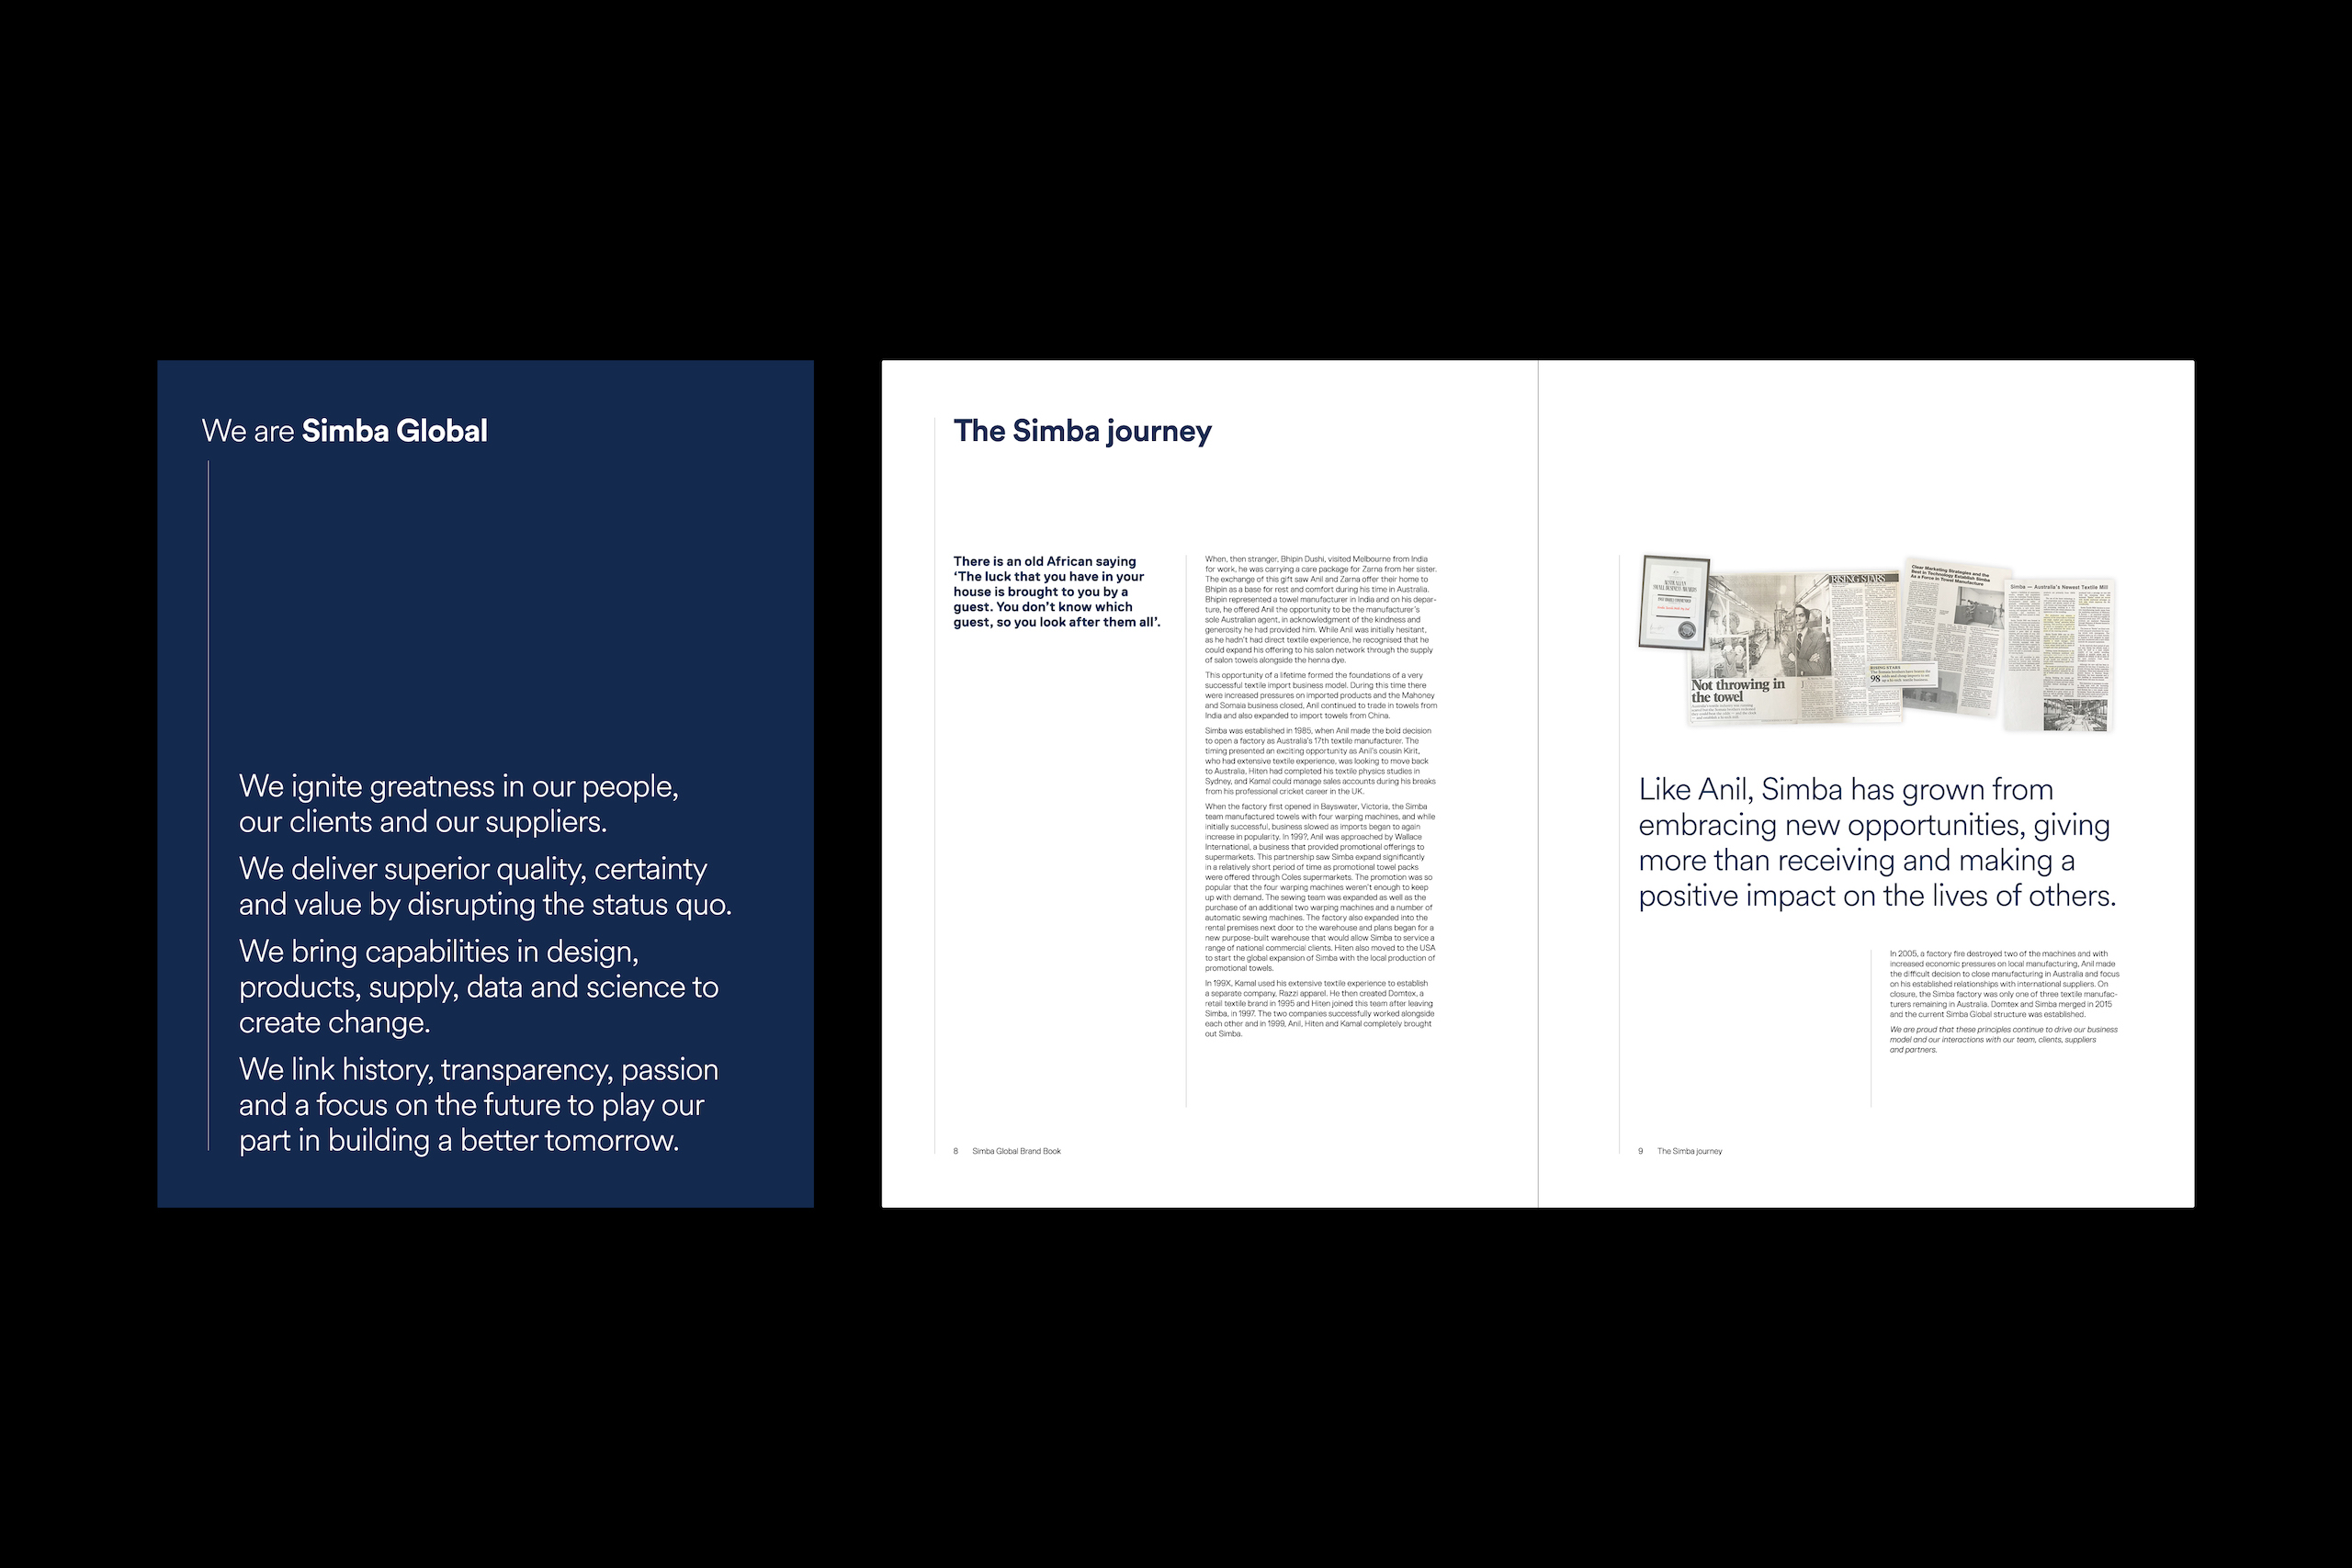 We are Simba Global
We ignite greatness in our people,
our clients and our suppliers.
We deliver superior quality, certainty
and value by disrupting the status quo.
We bring capabilities in design,
products, supply, data and science to
create change.
We link history, transparency, passion
and a focus on the future to play our
part in building a better tomorrow.
The Simba journey
There is an old African saying
‘The luck that you have in your
house is brought to you by a
guest. You don’t know which
guest, so you look after them all’.
When, then stranger, Bhipin Dushi, visited Melbourne from India
for work, he was carrying a care package for Zarna from her sister.
The exchange of this gift saw Anil and Zarna offer their home to
Bhipin as a base for rest and comfort during his time in Australia.
Bhipin represented a towel manufacturer in India and on his depar-
ture, he offered Anil the opportunity to be the manufacturer’s
sole Australian agent, in acknowledgment of the kindness and
generosity he had provided him. While Anil was initially hesitant,
as he hadn’t had direct textile experience, he recognised that he
could expand his offering to his salon network through the supply
of salon towels alongside the henna dye.
This opportunity of a lifetime formed the foundations of a very
successful textile import business model. During this time there
were increased pressures on imported products and the Mahoney
and Somaia business closed, Anil continued to trade in towels from
India and also expanded to import towels from China.
Simba was established in 1985, when Anil made the bold decision
to open a factory as Australia’s 17th textile manufacturer. The
timing presented an exciting opportunity as Anil’s cousin Kirit,
who had extensive textile experience, was looking to move back
to Australia, Hiten had completed his textile physics studies in
Sydney, and Kamal could manage sales accounts during his breaks
from his professional cricket career in the UK.
When the factory first opened in Bayswater, Victoria, the Simba
team manufactured towels with four warping machines, and while
initially successful, business slowed as imports began to again
increase in popularity. In 199?, Anil was approached by Wallace
International, a business that provided promotional offerings to
supermarkets. This partnership saw Simba expand significantly
in a relatively short period of time as promotional towel packs
were offered through Coles supermarkets. The promotion was so
popular that the four warping machines weren’t enough to keep
up with demand. The sewing team was expanded as well as the
purchase of an additional two warping machines and a number of
automatic sewing machines. The factory also expanded into the
rental premises next door to the warehouse and plans began for a
new purpose-built warehouse that would allow Simba to service a
range of national commercial clients. Hiten also moved to the USA
to start the global expansion of Simba with the local production of
promotional towels.
In 199X, Kamal used his extensive textile experience to establish
a separate company, Razzi apparel. He then created Domtex, a
retail textile brand in 1995 and Hiten joined this team after leaving
Simba, in 1997. The two companies successfully worked alongside
each other and in 1999, Anil, Hiten and Kamal completely brought
out Simba.
8 Simba Global Brand Book
RISING STARS
Not throwing in
the towel
RISING STARS
98
Clear Marketing Strategies and the
Best in Technology Establish Simba
As a Force in Towel Manufacture
Simba — Australia’s Newest Textile Mill
Like Anil, Simba has grown from
embracing new opportunities, giving
more than receiving and making a
positive impact on the lives of others.
In 2005, a factory fire destroyed two of the machines and with
increased economic pressures on local manufacturing, Anil made
the difficult decision to close manufacturing in Australia and focus
on his established relationships with international suppliers. On
closure, the Simba factory was only one of three textile manufac-
turers remaining in Australia. Domtex and Simba merged in 2015
and the current Simba Global structure was established.
We are proud that these principles continue to drive our business
model and our interactions with our team, clients, suppliers
and partners.
9 The Simba journey